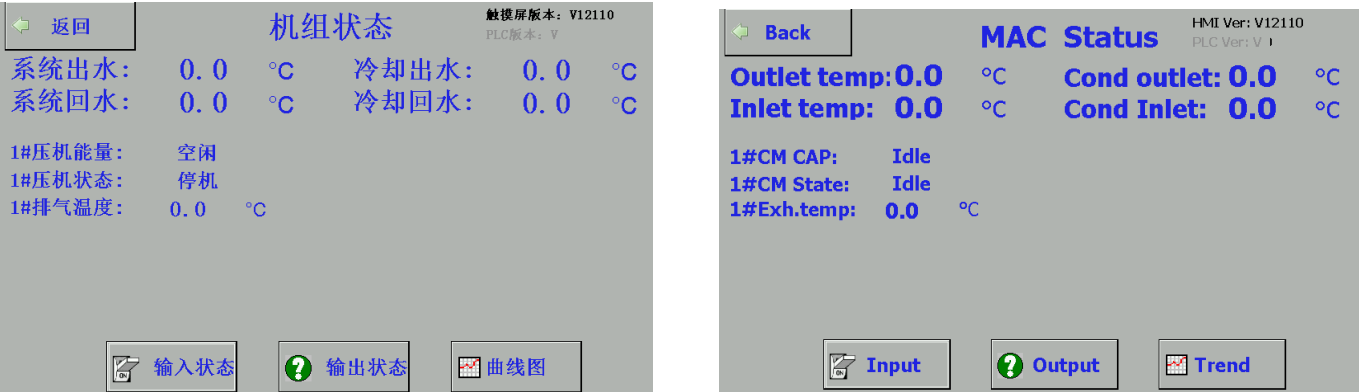 返回
机组状态
触摸屏版本：V12110
PLC版本：V
系统出水： 0.0 °C 冷却出水： 0.0 °C
系统回水： 0.0 °C 冷却回水： 0.0 °C
1#压机能量： 空闲
1#压机状态： 停机
1#排气温度： 0.0 °C
输入状态 输出状态 曲线图
Back
MAC Status
HMI Ver: V12110
PLC Ver: V
Outlet temp: 0.0 °C Cond outlet: 0.0 °C
Inlet temp: 0.0 °C Cond Inlet: 0.0 °C
1#CM CAP: Idle
1#CM State: Idle
1#Exh.temp: 0.0 °C
Input Output Trend